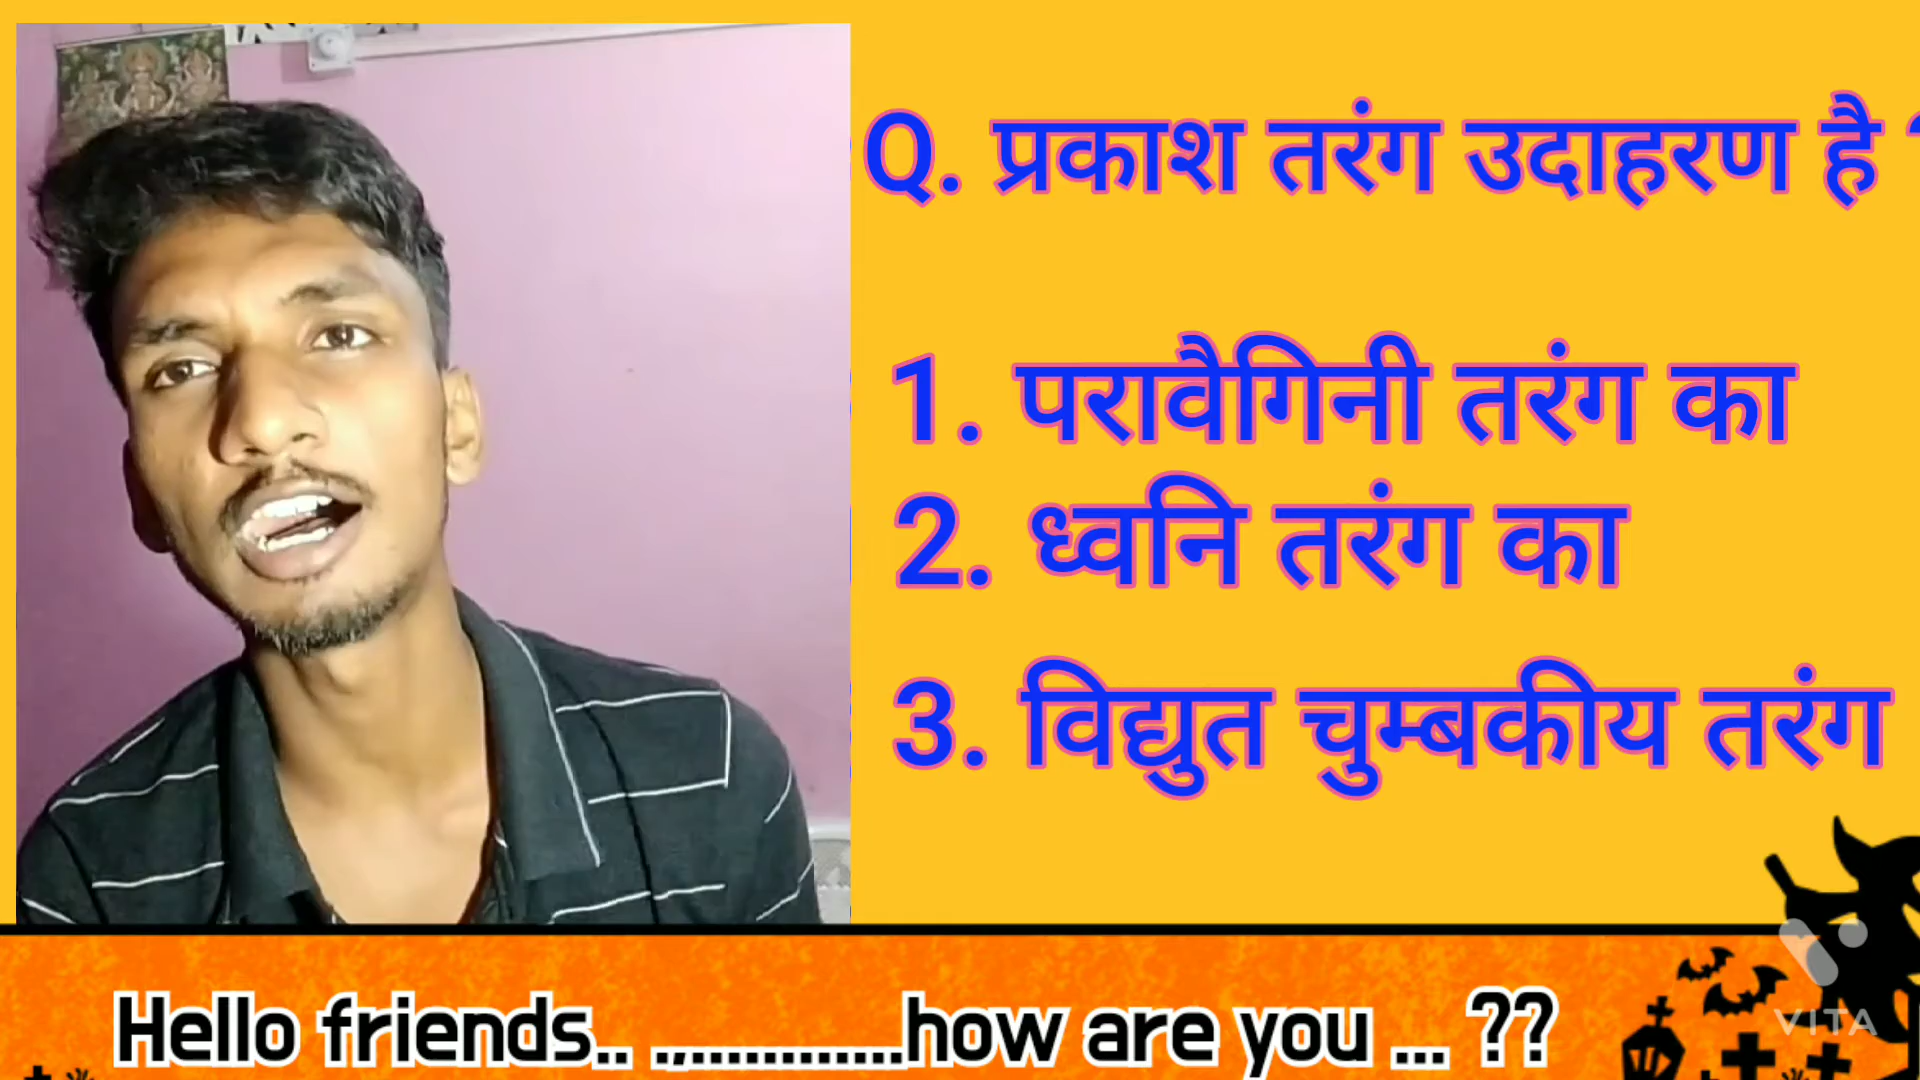 Q. प्रकाश तरंग उदाहरण है ?
1. परावैगिनी तरंग का
2. ध्वनि तरंग का
3. विद्युत चुम्बकीय तरंग
VITA
Hello friends.. .,............how are you ... ??